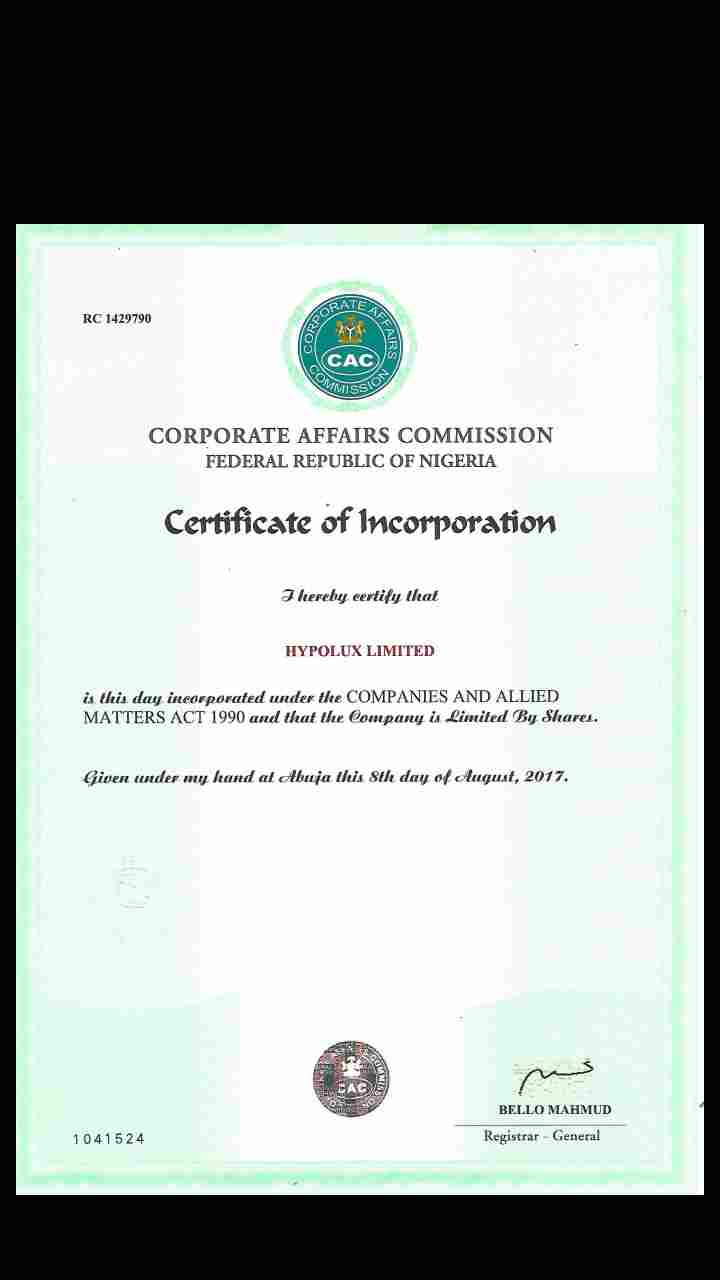 RC 1429790
CORPORATE AFFAIRS COMMISSION
CAC
CORPORATE AFFAIRS COMMISSION
FEDERAL REPUBLIC OF NIGERIA
Certificate of Incorporation
I hereby certify that
HYPOLUX LIMITED
is this day incorporated under the COMPANIES AND ALLIED
MATTERS ACT 1990 and that the Company is Limited By Shares.
Given under my hand at Abuja this 8th day of August, 2017.
CAC
BELLO MAHMUD
Registrar - General
1041524